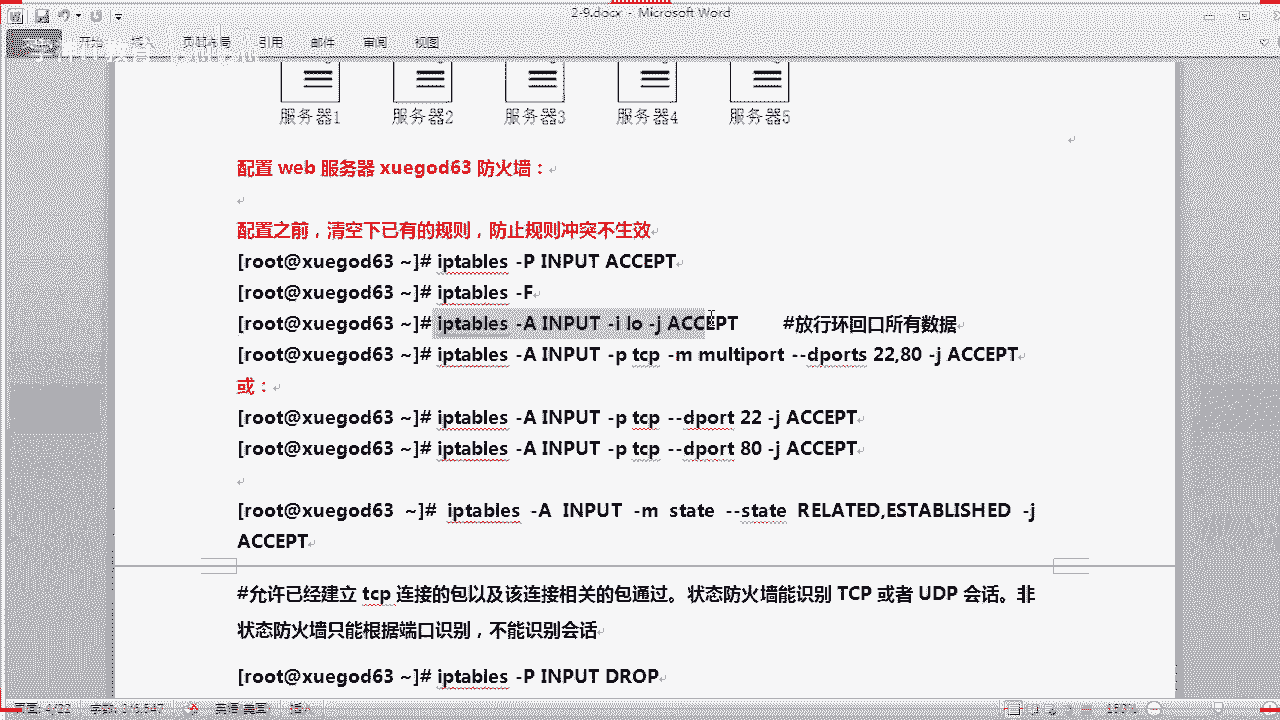 2-9.docx - Microsoft Word
开始 插入 页面布局 引用 邮件 审阅 视图
服务器1 服务器2 服务器3 服务器4 服务器5
配置 web 服务器 xuegod63 防火墙：
配置之前，清空下已有的规则，防止规则冲突不生效
[root@xuegod63 ~]# iptables -P INPUT ACCEPT
[root@xuegod63 ~]# iptables -F
[root@xuegod63 ~]# iptables -A INPUT -i lo -j ACCEPT #放行环回口所有数据
[root@xuegod63 ~]# iptables -A INPUT -p tcp -m multiport --dports 22,80 -j ACCEPT
或：
[root@xuegod63 ~]# iptables -A INPUT -p tcp --dport 22 -j ACCEPT
[root@xuegod63 ~]# iptables -A INPUT -p tcp --dport 80 -j ACCEPT
[root@xuegod63 ~]# iptables -A INPUT -m state --state RELATED,ESTABLISHED -j
ACCEPT
#允许已经建立 tcp 连接的包以及该连接相关的包通过。状态防火墙能识别 TCP 或者 UDP 会话。非
状态防火墙只能根据端口识别，不能识别会话
[root@xuegod63 ~]# iptables -P INPUT DROP
英语(美国) 插入